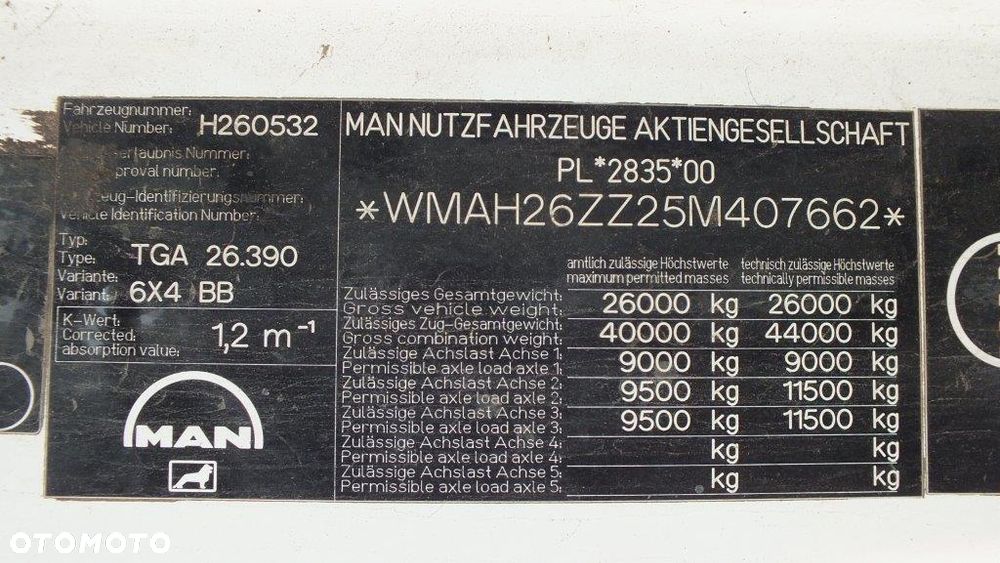 Fahrzeugnummer:
Vehicle Number: H260532
erlaubnis Nummer:
proval number:
eug-Identifizierungsnummer:
Vehicle Identification Number:
Typ:
Type: TGA 26.390
Variante:
Variant: 6X4 BB
K-Wert:
Corrected
absorption value: 1,2 m⁻¹
MAN
MAN NUTZFAHRZEUGE AKTIENGESELLSCHAFT
PL*2835*00
*WMAH26ZZ25M407662*
amtlich zulässige Höchstwerte technisch zulässige Höchstwerte
maximum permitted masses technically permissible masses
Zulässiges Gesamtgewicht:
Gross vehicle weight: 26000 kg 26000 kg
Zulässiges Zug-Gesamtgewicht:
Gross combination weight: 40000 kg 44000 kg
Zulässige Achslast Achse 1:
Permissible axle load axle 1: 9000 kg 9000 kg
Zulässige Achslast Achse 2:
Permissible axle load axle 2: 9500 kg 11500 kg
Zulässige Achslast Achse 3:
Permissible axle load axle 3: 9500 kg 11500 kg
Zulässige Achslast Achse 4:
Permissible axle load axle 4: kg kg
Zulässige Achslast Achse 5:
Permissible axle load axle 5: kg kg
OTOMOTO